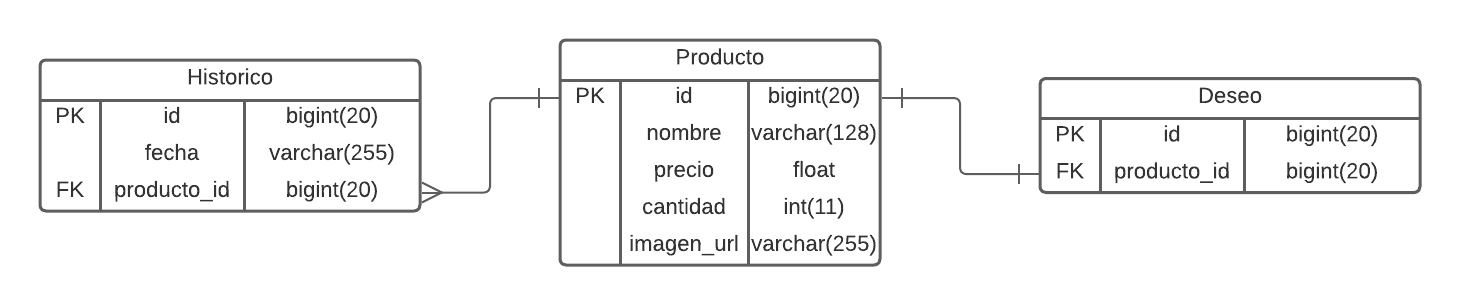 Historico
PK id bigint(20)
fecha varchar(255)
FK producto_id bigint(20)
Producto
PK id bigint(20)
nombre varchar(128)
precio float
cantidad int(11)
imagen_url varchar(255)
Deseo
PK id bigint(20)
FK producto_id bigint(20)